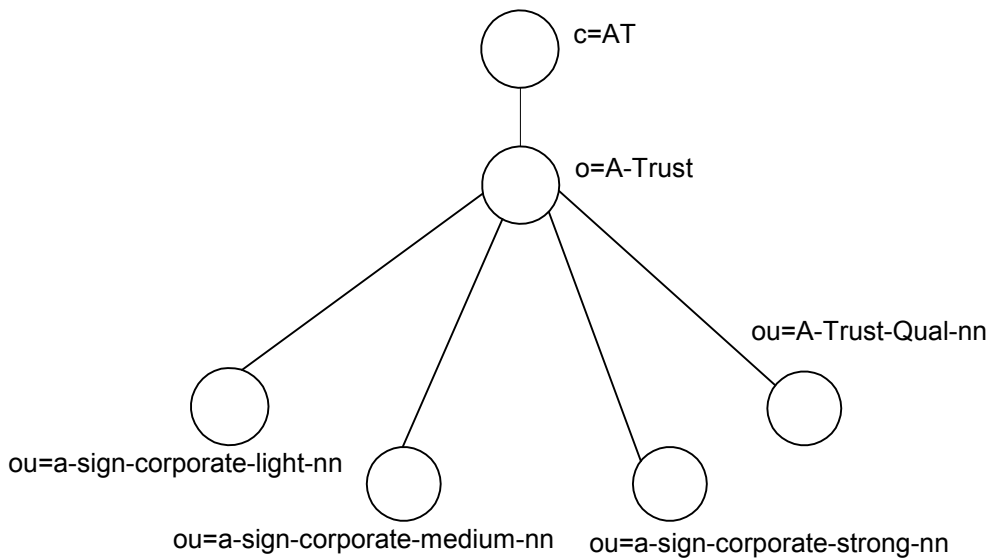 c=AT
o=A-Trust
ou=A-Trust-Qual-nn
ou=a-sign-corporate-light-nn
ou=a-sign-corporate-medium-nn
ou=a-sign-corporate-strong-nn